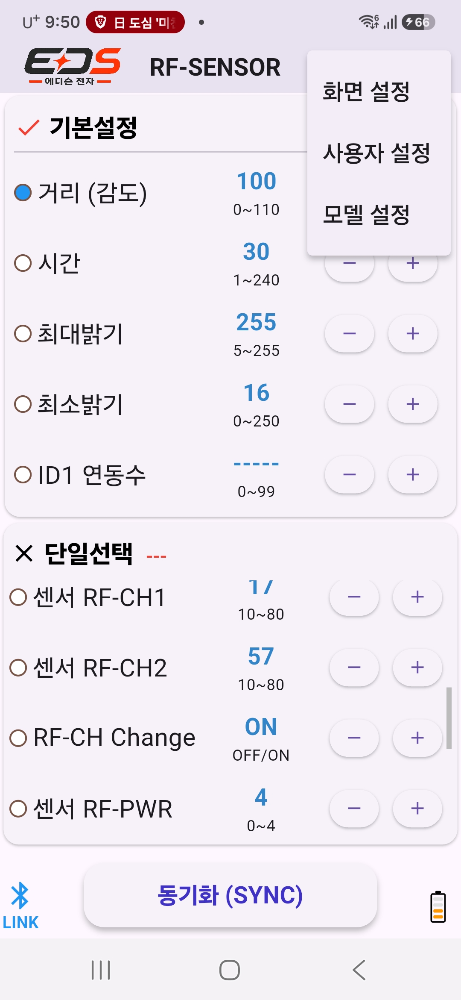 U+ 9:50 日 도심 '미친
6 66
EDS
에디슨 전자
RF-SENSOR
화면 설정
사용자 설정
모델 설정
기본설정
거리 (감도)
100
0~110
시간
30
1~240
− +
최대밝기
255
5~255
− +
최소밝기
16
0~250
− +
ID1 연동수
-----
0~99
− +
단일선택 ---
센서 RF-CH1
17
10~80
− +
센서 RF-CH2
57
10~80
− +
RF-CH Change
ON
OFF/ON
− +
센서 RF-PWR
4
0~4
− +
LINK
동기화 (SYNC)